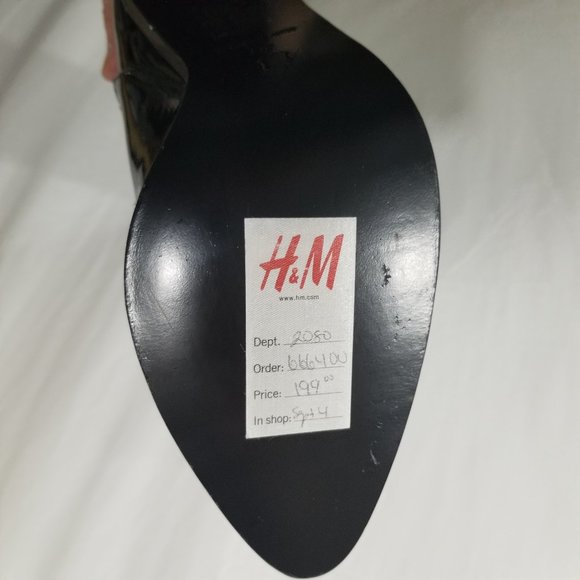 H&M
www.hm.com
Dept. 2080
Order: 666400
Price: 199.00
In shop: Sept 4